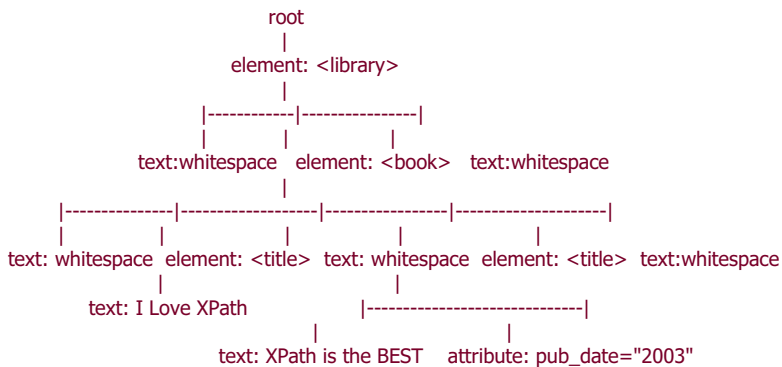 root
|
element: <library>
|
|------------|----------------|
| | |
text:whitespace element: <book> text:whitespace
|
|---------------|-------------------|-----------------|---------------------|
| | | | |
text: whitespace element: <title> text: whitespace element: <title> text:whitespace
| |
text: I Love XPath |------------------------------|
| |
text: XPath is the BEST attribute: pub_date="2003"